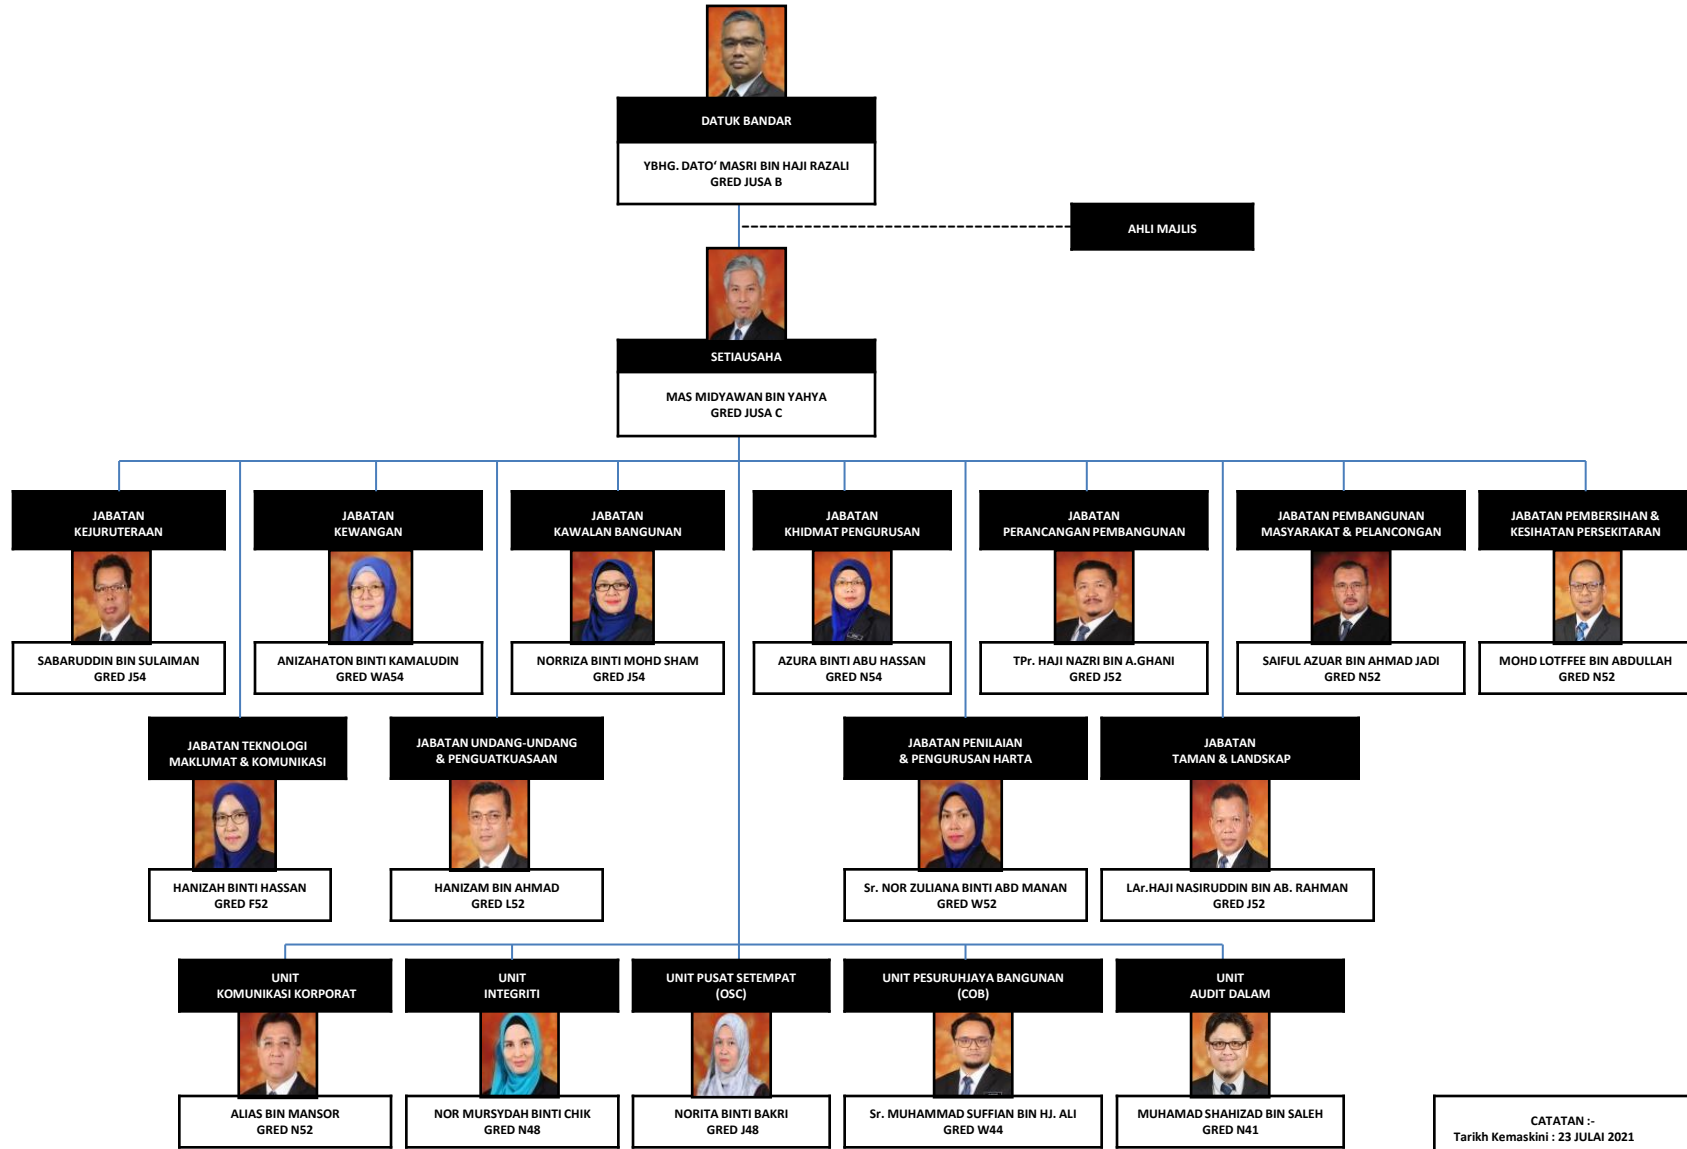 DATUK BANDAR
YBHG. DATO‘ MASRI BIN HAJI RAZALI
GRED JUSA B
AHLI MAJLIS
SETIAUSAHA
MAS MIDYAWAN BIN YAHYA
GRED JUSA C
JABATAN
KEJURUTERAAN
SABARUDDIN BIN SULAIMAN
GRED J54
JABATAN
KEWANGAN
ANIZAHATON BINTI KAMALUDIN
GRED WA54
JABATAN
KAWALAN BANGUNAN
NORRIZA BINTI MOHD SHAM
GRED J54
JABATAN
KHIDMAT PENGURUSAN
AZURA BINTI ABU HASSAN
GRED N54
JABATAN
PERANCANGAN PEMBANGUNAN
TPr. HAJI NAZRI BIN A.GHANI
GRED J52
JABATAN PEMBANGUNAN
MASYARAKAT & PELANCONGAN
SAIFUL AZUAR BIN AHMAD JADI
GRED N52
JABATAN PEMBERSIHAN &
KESIHATAN PERSEKITARAN
MOHD LOTFFEE BIN ABDULLAH
GRED N52
JABATAN TEKNOLOGI
MAKLUMAT & KOMUNIKASI
HANIZAH BINTI HASSAN
GRED F52
JABATAN UNDANG-UNDANG
& PENGUATKUASAAN
HANIZAM BIN AHMAD
GRED L52
JABATAN PENILAIAN
& PENGURUSAN HARTA
Sr. NOR ZULIANA BINTI ABD MANAN
GRED W52
JABATAN
TAMAN & LANDSKAP
LAr.HAJI NASIRUDDIN BIN AB. RAHMAN
GRED J52
UNIT
KOMUNIKASI KORPORAT
ALIAS BIN MANSOR
GRED N52
UNIT
INTEGRITI
NOR MURSYDAH BINTI CHIK
GRED N48
UNIT PUSAT SETEMPAT
(OSC)
NORITA BINTI BAKRI
GRED J48
UNIT PESURUHJAYA BANGUNAN
(COB)
Sr. MUHAMMAD SUFFIAN BIN HJ. ALI
GRED W44
UNIT
AUDIT DALAM
MUHAMAD SHAHIZAD BIN SALEH
GRED N41
CATATAN :-
Tarikh Kemaskini : 23 JULAI 2021